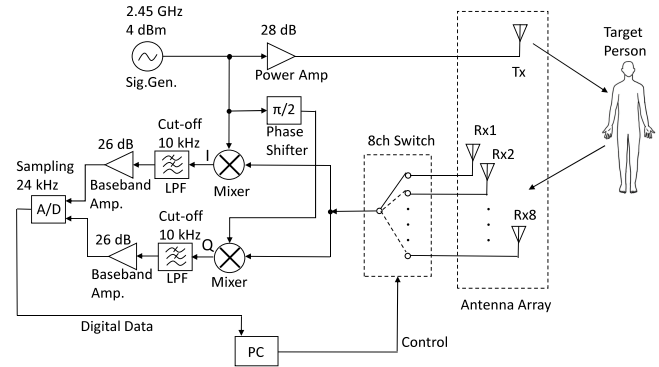 2.45 GHz
4 dBm
Sig.Gen.
28 dB
Power Amp
Tx
Target
Person
π/2
Phase
Shifter
8ch Switch
Rx1
Rx2
Rx8
Antenna Array
Cut-off
10 kHz
I
26 dB
LPF
Mixer
Baseband
Amp.
Sampling
24 kHz
A/D
Cut-off
10 kHz
Q
26 dB
LPF
Mixer
Baseband
Amp.
Digital Data
PC
Control